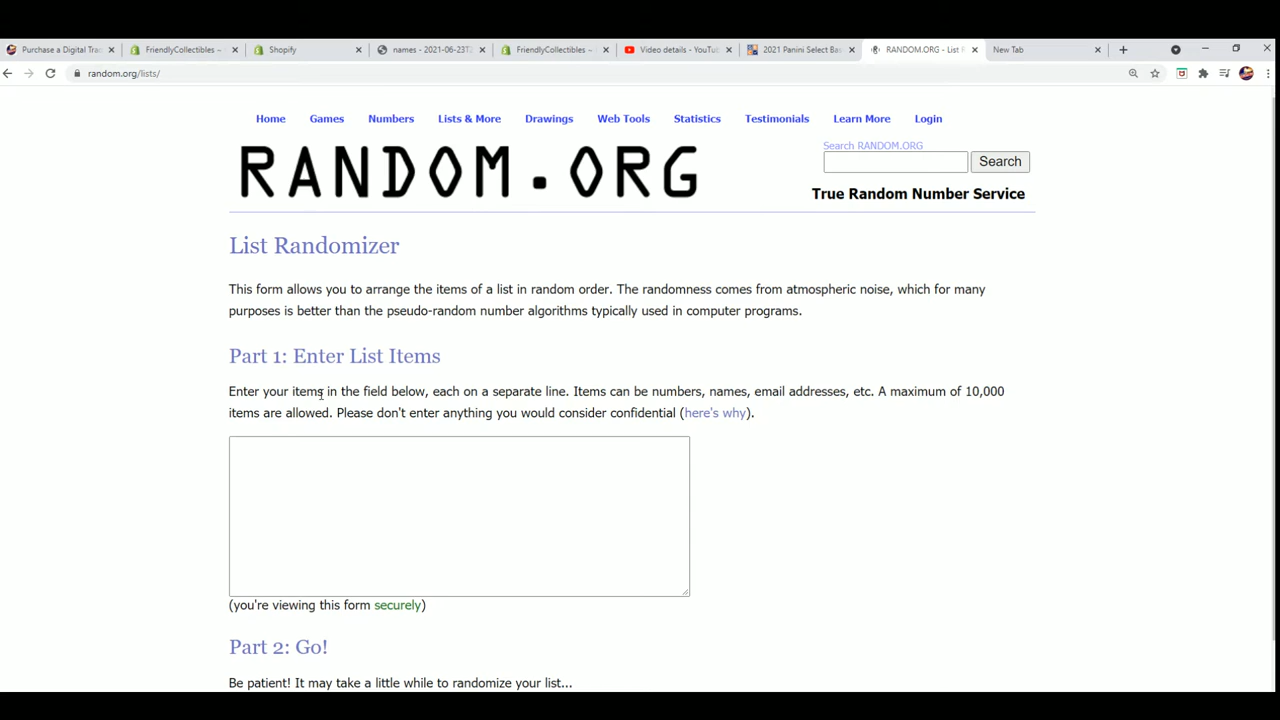 Purchase a Digital Trac
FriendlyCollectibles –
Shopify
names - 2021-06-23T2
FriendlyCollectibles –
Video details - YouTub
2021 Panini Select Bas
RANDOM.ORG - List R
New Tab
random.org/lists/
Home Games Numbers Lists & More Drawings Web Tools Statistics Testimonials Learn More Login
RANDOM.ORG
Search RANDOM.ORG
Search
True Random Number Service
List Randomizer
This form allows you to arrange the items of a list in random order. The randomness comes from atmospheric noise, which for many
purposes is better than the pseudo-random number algorithms typically used in computer programs.
Part 1: Enter List Items
Enter your items in the field below, each on a separate line. Items can be numbers, names, email addresses, etc. A maximum of 10,000
items are allowed. Please don't enter anything you would consider confidential (here's why).
(you're viewing this form securely)
Part 2: Go!
Be patient! It may take a little while to randomize your list...